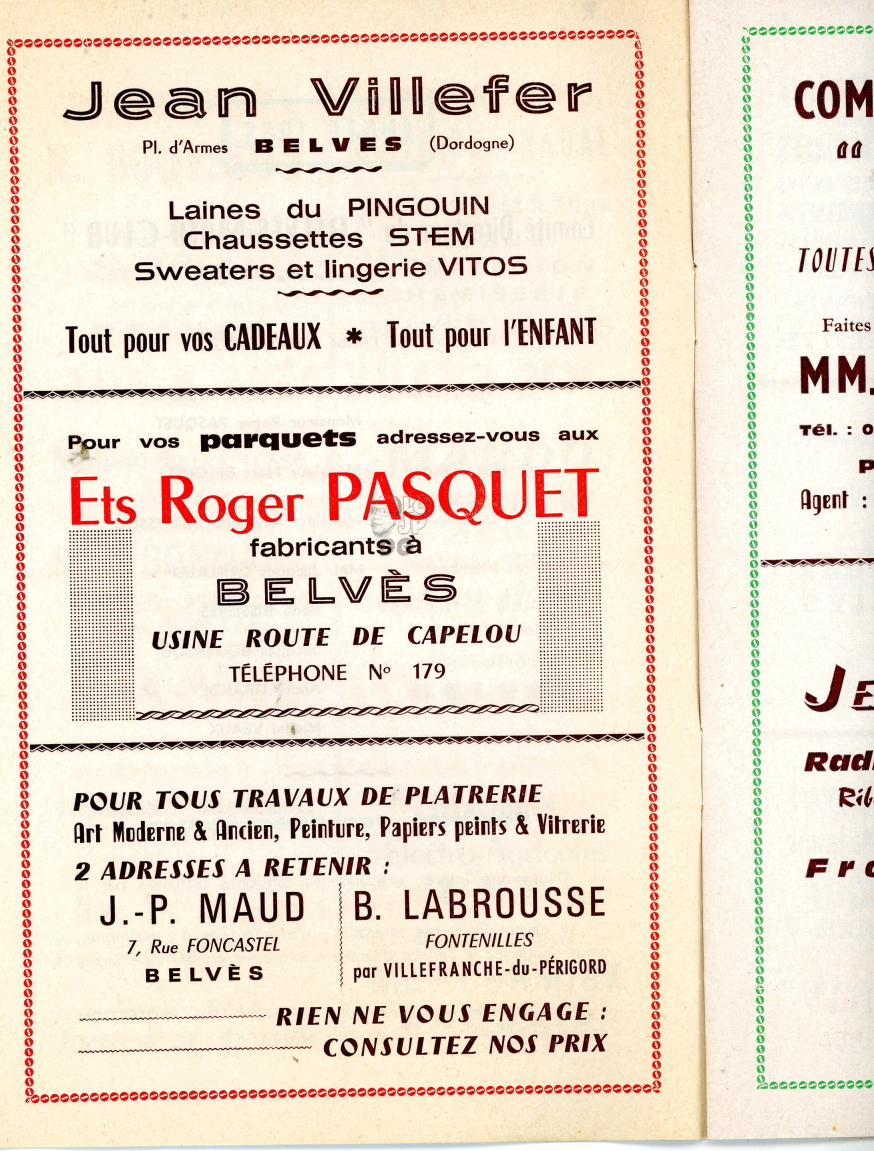 Jean Villefer
Pl. d'Armes BELVES (Dordogne)
Laines du PINGOUIN
Chaussettes STEM
Sweaters et lingerie VITOS
Tout pour vos CADEAUX * Tout pour l'ENFANT
Pour vos parquets adressez-vous aux
Ets Roger PASQUET
fabricants à
BELVÈS
USINE ROUTE DE CAPELOU
TÉLÉPHONE No 179
POUR TOUS TRAVAUX DE PLATRERIE
Art Moderne & Ancien, Peinture, Papiers peints & Vitrerie
2 ADRESSES A RETENIR :
J.-P. MAUD
7, Rue FONCASTEL
BELVÈS
B. LABROUSSE
FONTENILLES
par VILLEFRANCHE-du-PÉRIGORD
RIEN NE VOUS ENGAGE :
CONSULTEZ NOS PRIX
COM
TOUTES
Faites
MM.
Tél. : 0
P
Agent :
JE
Radi
Rib
Fro